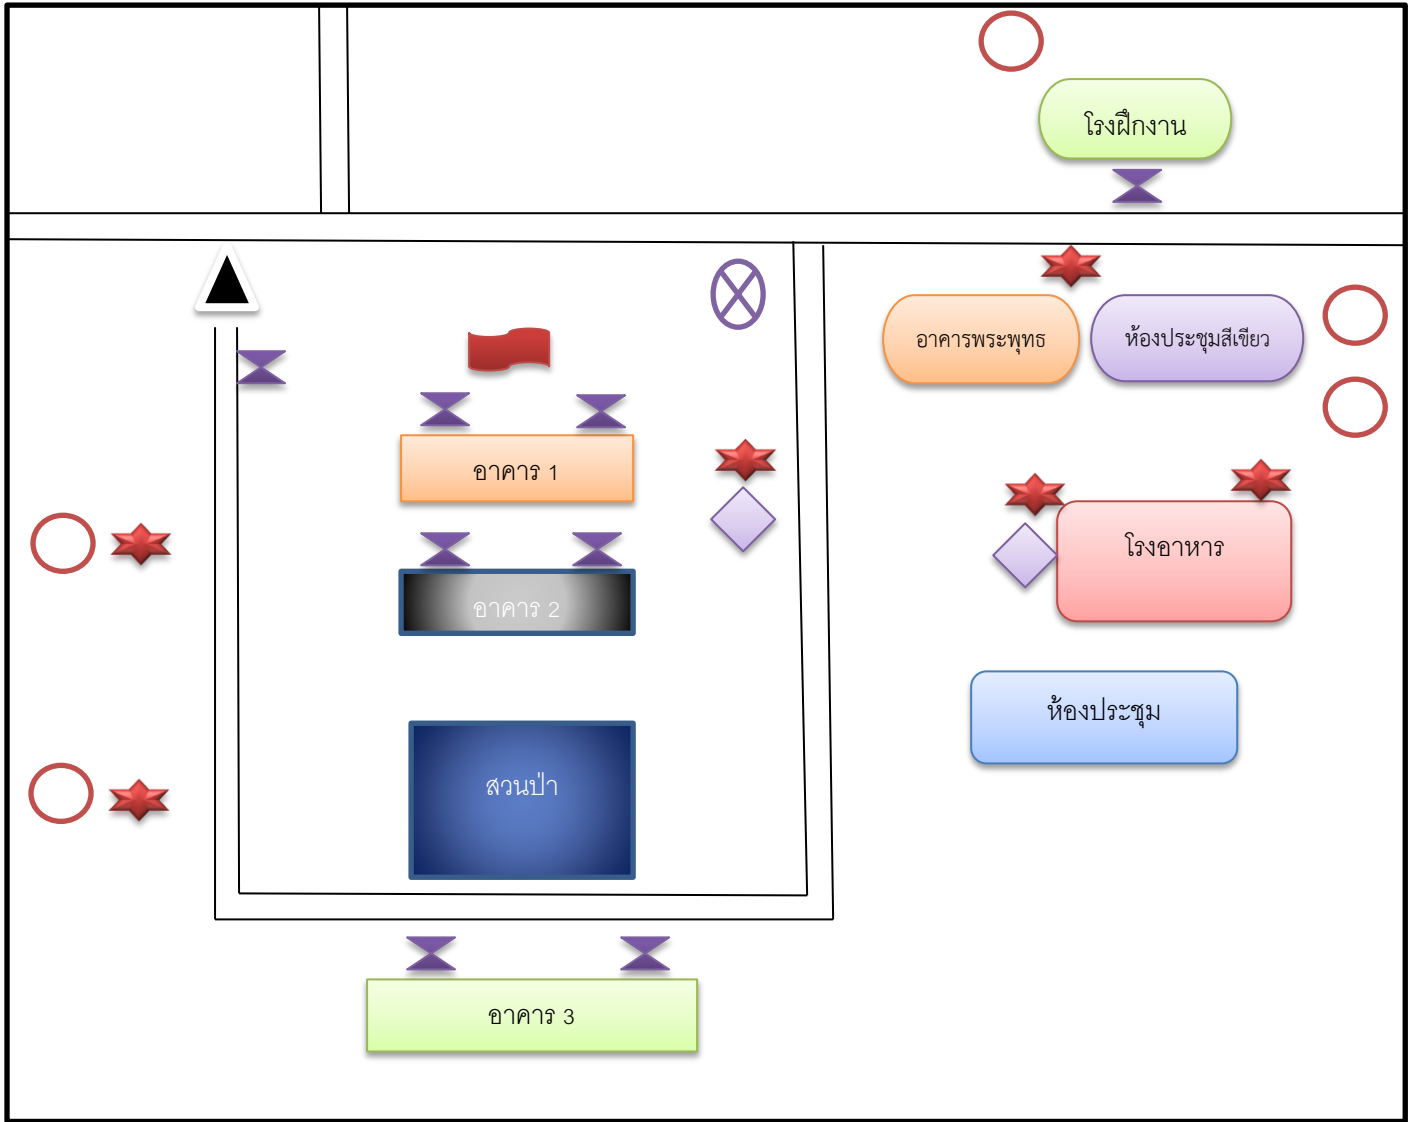 โรงฝึกงาน
อาคารพระพุทธ
ห้องประชุมสีเขียว
อาคาร 1
โรงอาหาร
อาคาร 2
ห้องประชุม
สวนป่า
อาคาร 3